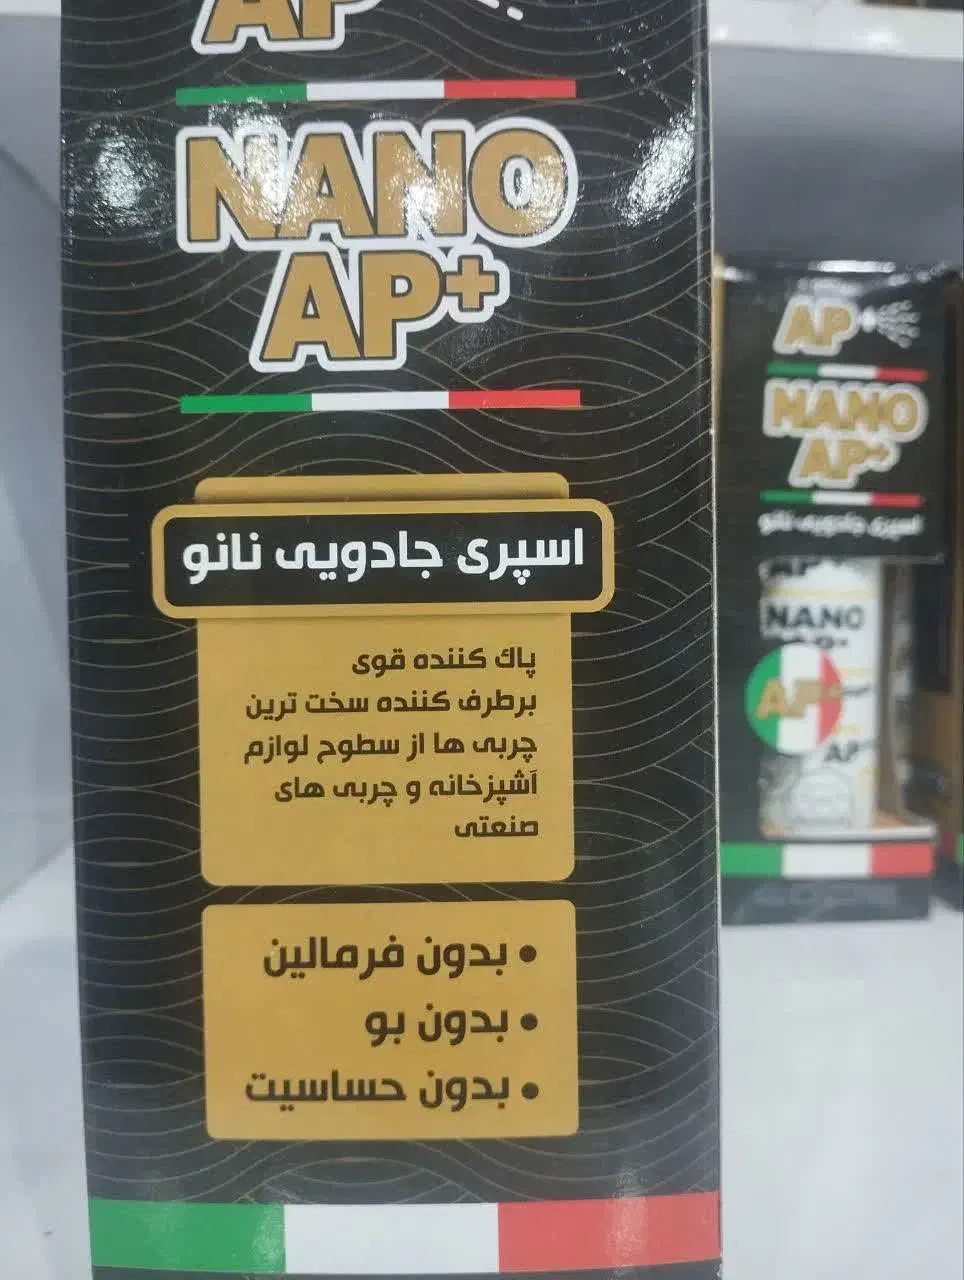 AP
NANO
AP+
اسپری جادویی نانو
پاک کننده قوی
برطرف کننده سخت ترین
چربی ها از سطوح لوازم
آشپزخانه و چربی های
صنعتی
• بدون فرمالین
• بدون بو
• بدون حساسیت
AP+
NANO
AP+
اسپری جادویی نانو
AP+
NANO
AP+
AP